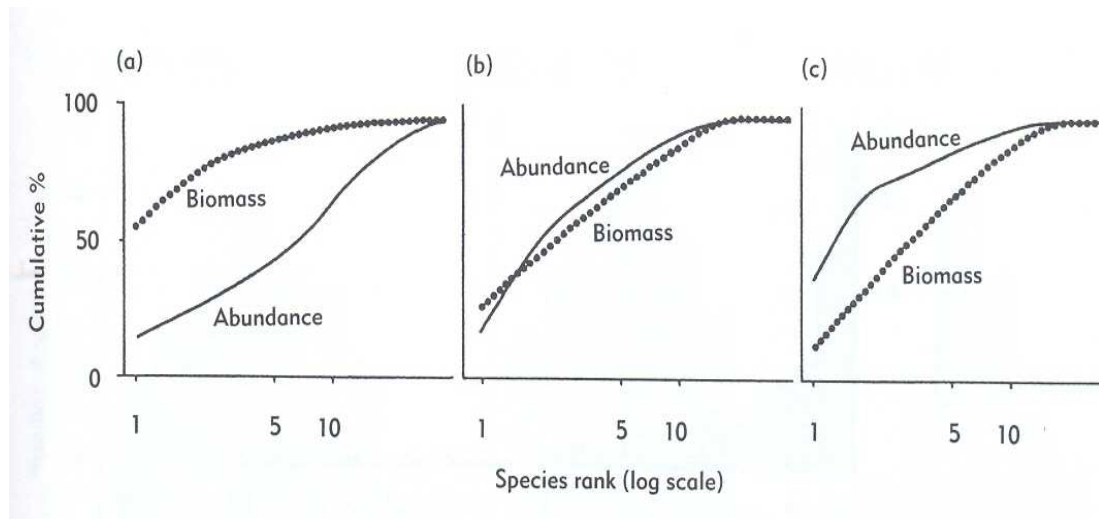 (a)
(b)
(c)
100
50
0
Cumulative %
Biomass
Abundance
Abundance
Biomass
Abundance
Biomass
1 5 10
1 5 10
1 5 10
Species rank (log scale)